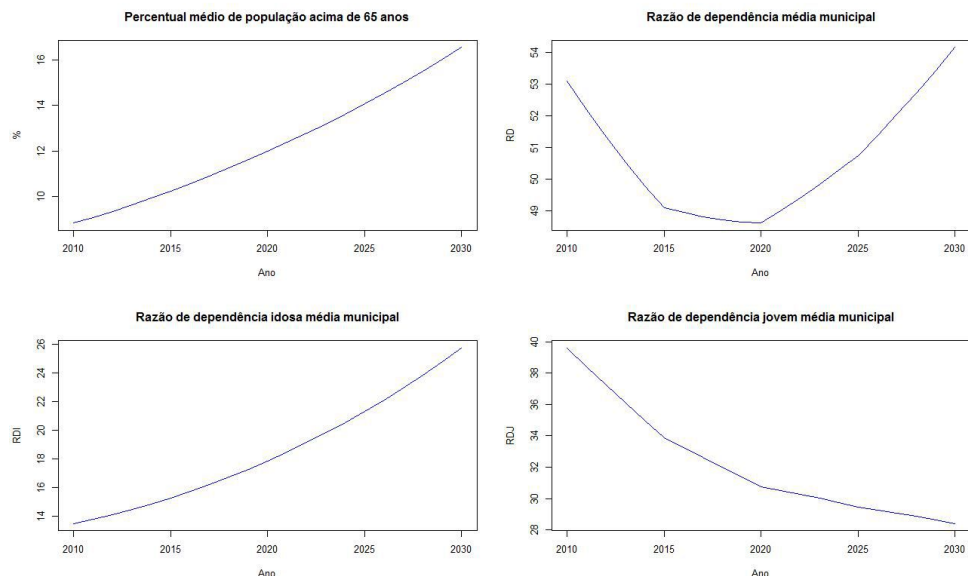 Percentual médio de população acima de 65 anos
%
16
14
12
10
2010 2015 2020 2025 2030
Ano
Razão de dependência média municipal
RD
54
53
52
51
50
49
2010 2015 2020 2025 2030
Ano
Razão de dependência idosa média municipal
RDI
26
24
22
20
18
16
14
2010 2015 2020 2025 2030
Ano
Razão de dependência jovem média municipal
RDJ
40
38
36
34
32
30
28
2010 2015 2020 2025 2030
Ano